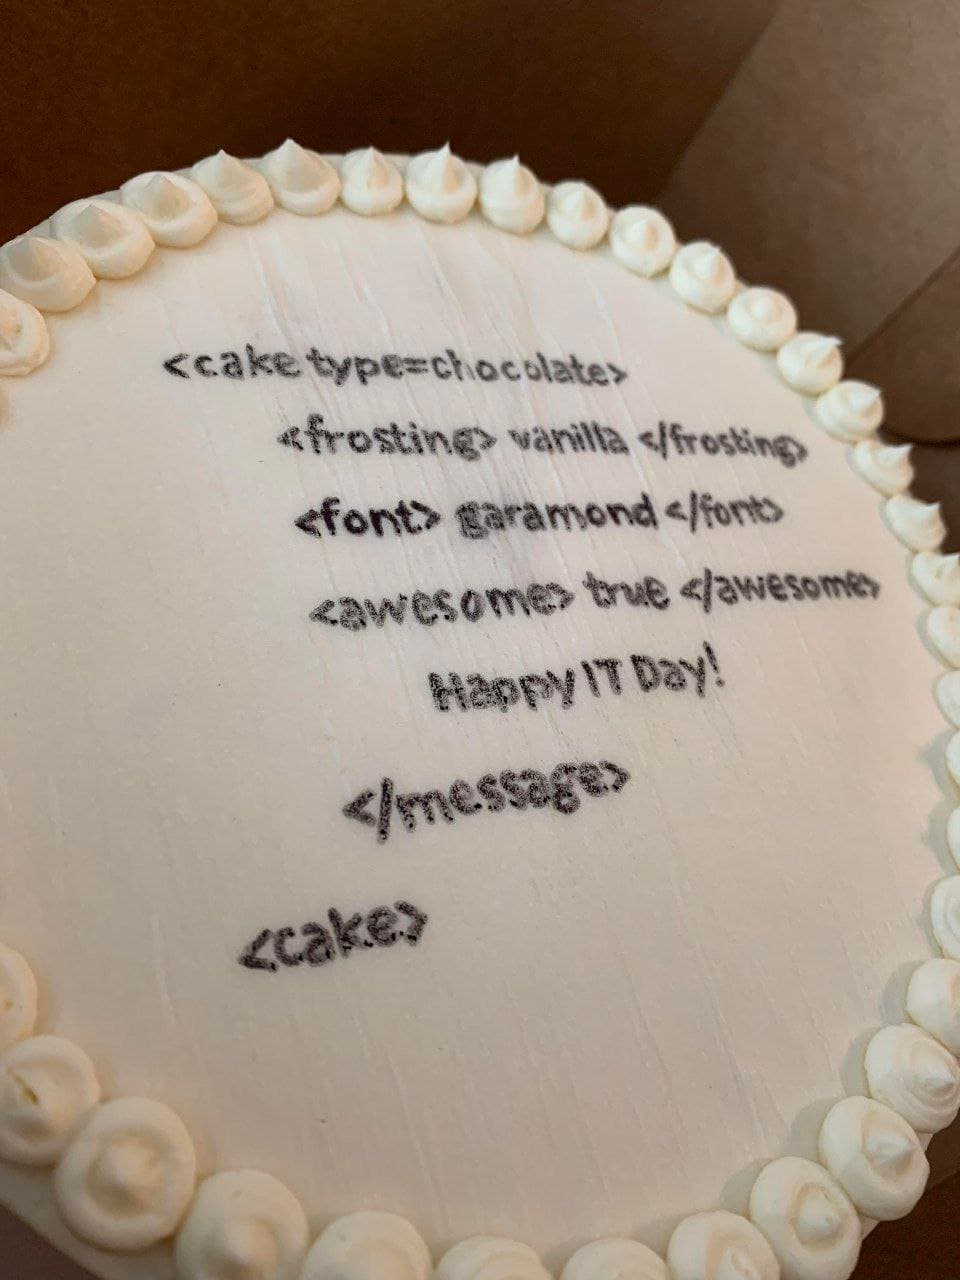 <cake type=chocolate>
<frosting> vanilla </frosting>
<font> garamond </font>
<awesome> true </awesome>
Happy IT Day!
</message>
<cake>